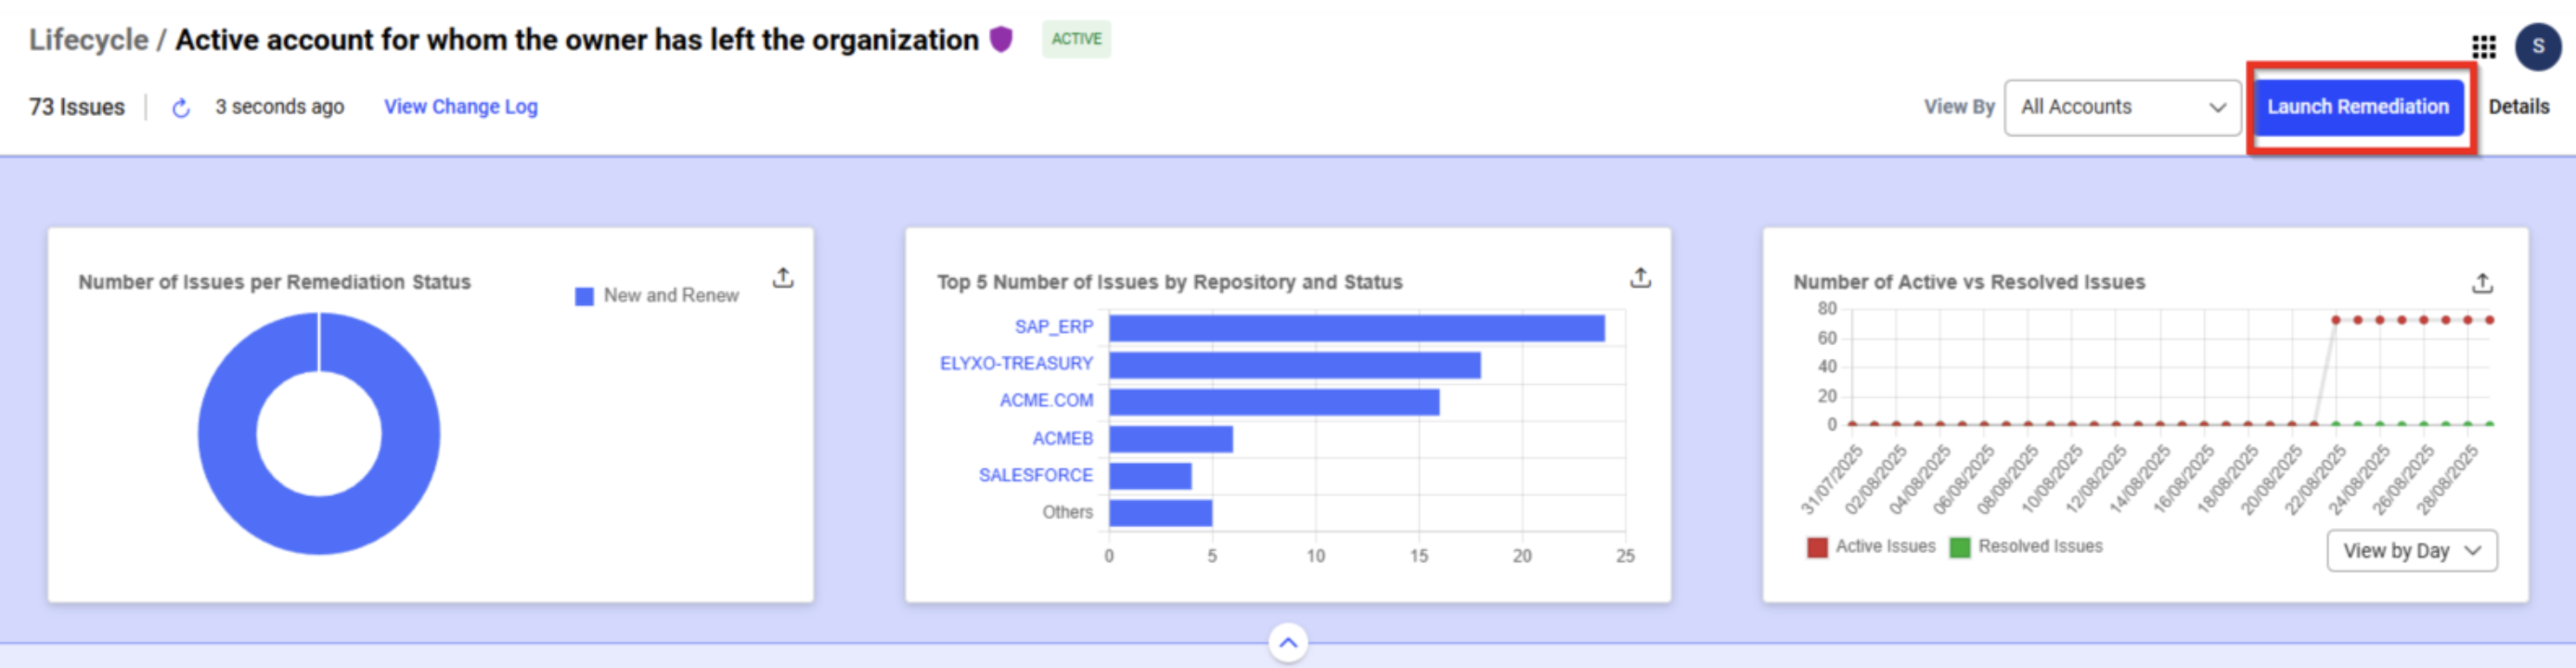 Lifecycle / Active account for whom the owner has left the organization
ACTIVE
S
73 Issues
3 seconds ago
View Change Log
View By
All Accounts
Launch Remediation
Details
Number of Issues per Remediation Status
New and Renew
Top 5 Number of Issues by Repository and Status
SAP_ERP
ELYXO-TREASURY
ACME.COM
ACMEB
SALESFORCE
Others
0 5 10 15 20 25
Number of Active vs Resolved Issues
80
60
40
20
0
31/07/2025 02/08/2025 04/08/2025 06/08/2025 08/08/2025 10/08/2025 12/08/2025 14/08/2025 16/08/2025 18/08/2025 20/08/2025 22/08/2025 24/08/2025 26/08/2025 28/08/2025
Active Issues Resolved Issues
View by Day